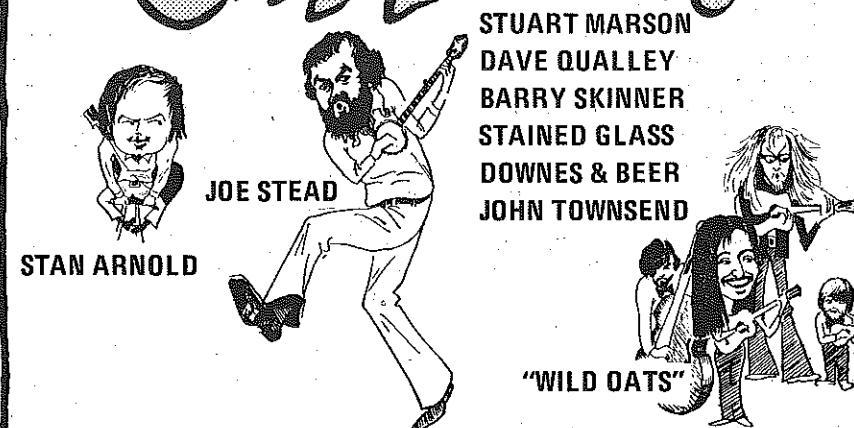 STUART MARSON
DAVE QUALLEY
BARRY SKINNER
STAINED GLASS
DOWNES & BEER
JOHN TOWNSEND
JOE STEAD
STAN ARNOLD
"WILD OATS"